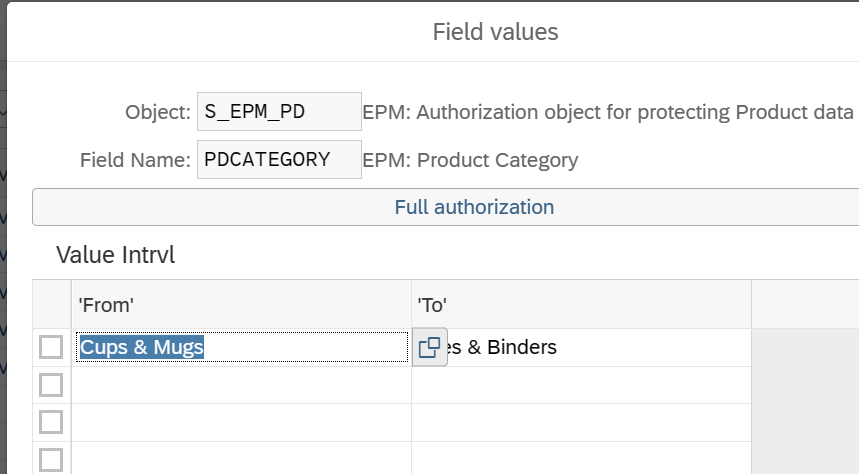 Field values
Object: S_EPM_PD EPM: Authorization object for protecting Product data
Field Name: PDCATEGORY EPM: Product Category
Full authorization
Value Intrvl
'From' 'To'
Cups & Mugs & Binders